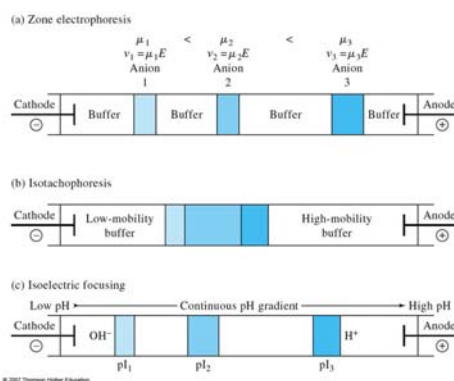 (a) Zone electrophoresis
μ1 < μ2 < μ3
v1 = μ1E v2 = μ2E v3 = μ3E
Anion Anion Anion
1 2 3
Cathode Buffer Buffer Buffer Buffer Anode
⊖ ⊕
(b) Isotachophoresis
Cathode Low-mobility buffer High-mobility buffer Anode
⊖ ⊕
(c) Isoelectric focusing
Low pH Continuous pH gradient High pH
Cathode OH⁻ H⁺ Anode
⊖ ⊕
pI1 pI2 pI3
© 2007 Thomson Higher Education